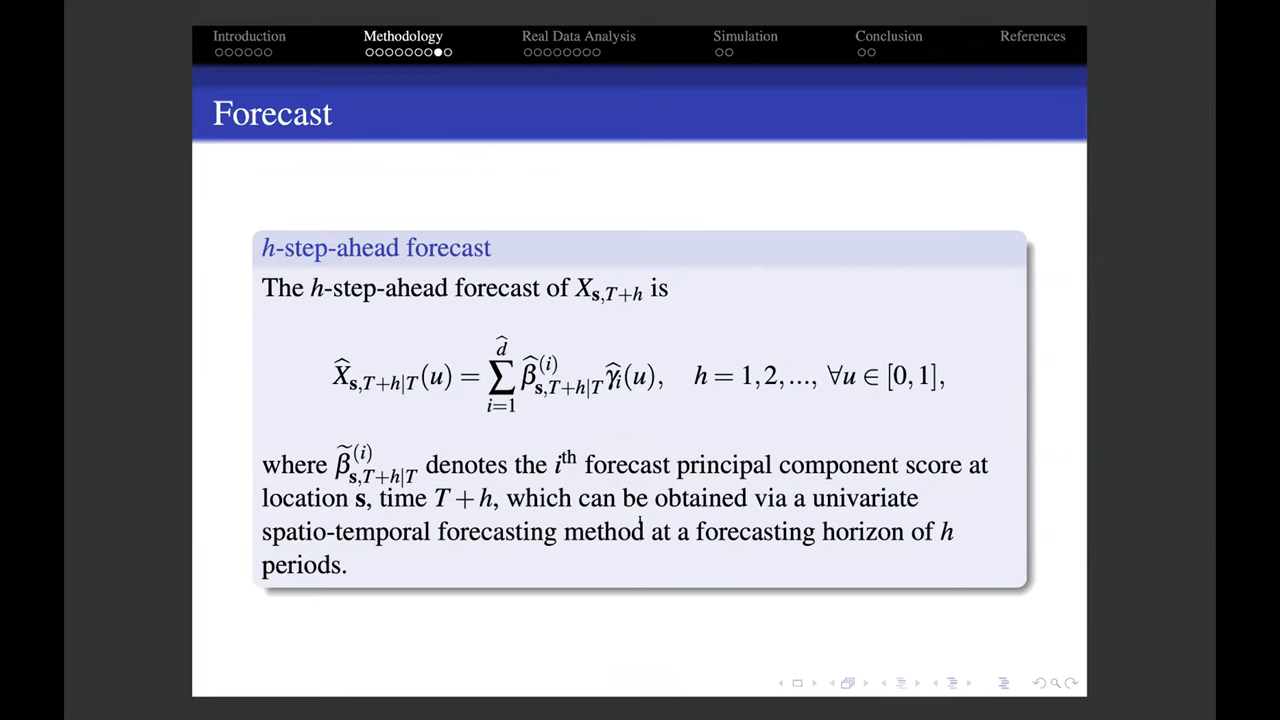 Introduction Methodology Real Data Analysis Simulation Conclusion References
Forecast
h-step-ahead forecast
The h-step-ahead forecast of X_{s,T+h} is
\widehat{X}_{s,T+h|T}(u) = \sum_{i=1}^{\widehat{d}} \widehat{β}^{(i)}_{s,T+h|T} \widehat{γ}_i(u), h = 1,2,..., ∀u ∈ [0,1],
where \widetilde{β}^{(i)}_{s,T+h|T} denotes the i^{th} forecast principal component score at
location s, time T + h, which can be obtained via a univariate
spatio-temporal forecasting method at a forecasting horizon of h
periods.